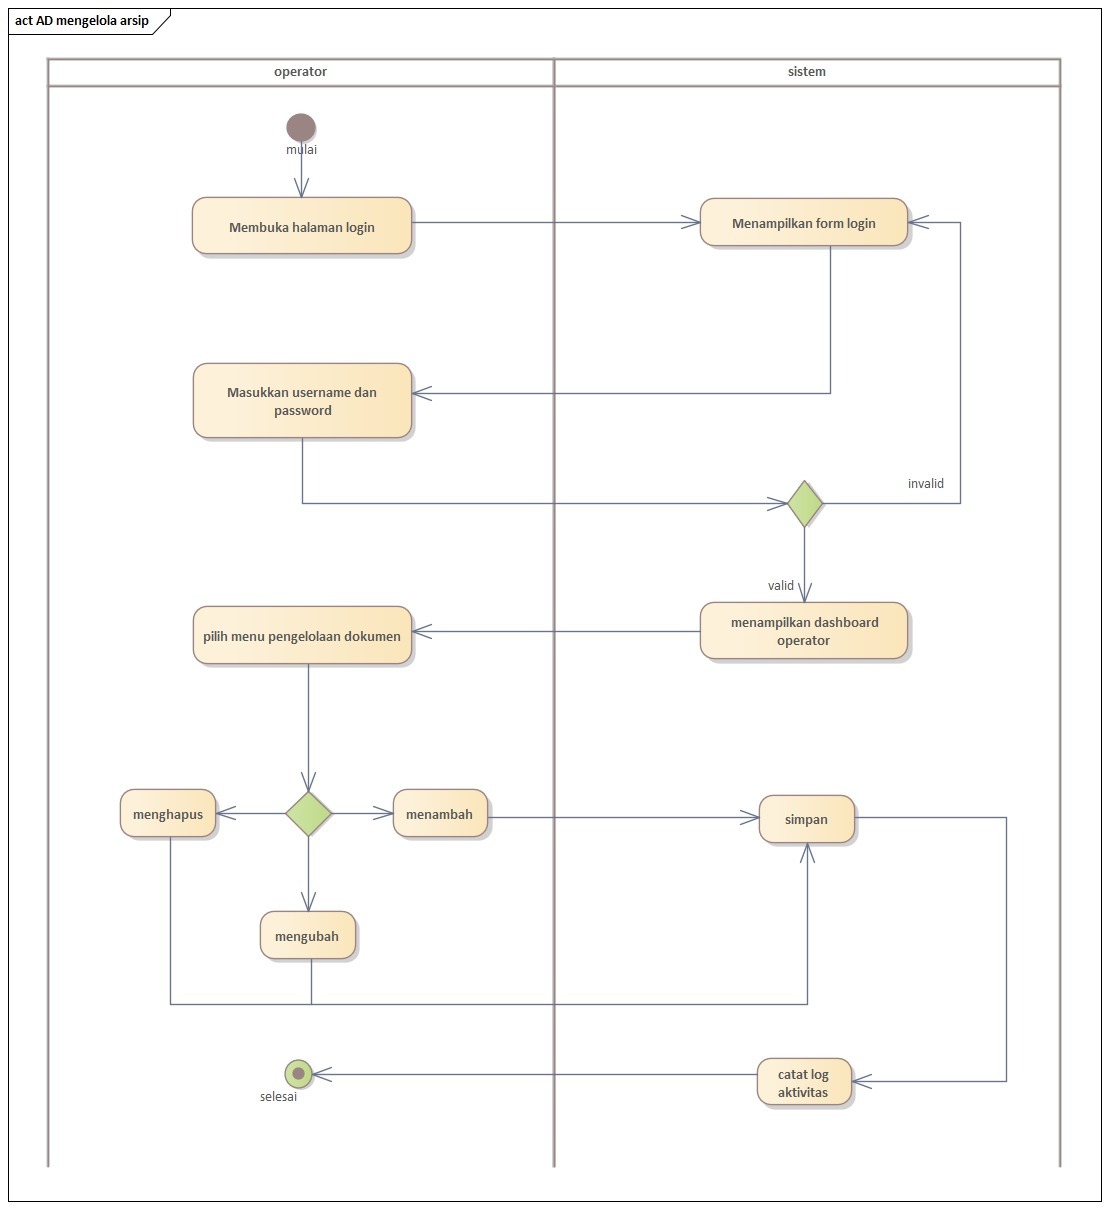 act AD mengelola arsip
operator
sistem
mulai
Membuka halaman login
Menampilkan form login
Masukkan username dan
password
invalid
valid
pilih menu pengelolaan dokumen
menampilkan dashboard
operator
menghapus
menambah
simpan
mengubah
catat log
aktivitas
selesai